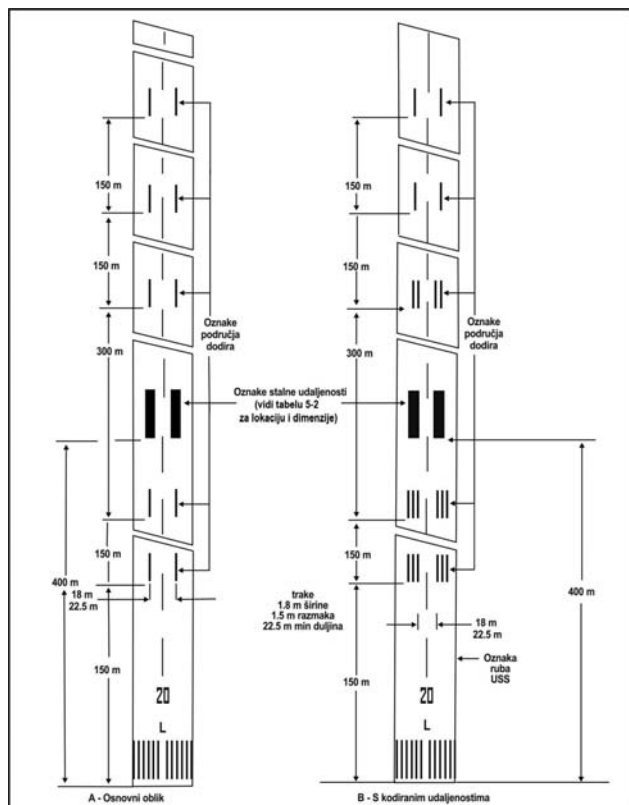 150 m
150 m
300 m
150 m
400 m
18 m
22.5 m
150 m
20
L
A - Osnovni oblik
Oznake
područja
dodira
Oznake stalne udaljenosti
(vidi tabelu 5-2
za lokaciju i dimenzije)
150 m
150 m
300 m
150 m
trake
1.8 m širine
1.5 m razmaka
22.5 m min duljina
150 m
Oznake
područja
dodira
18 m
22.5 m
400 m
Oznaka
ruba
USS
20
L
B - S kodiranim udaljenostima